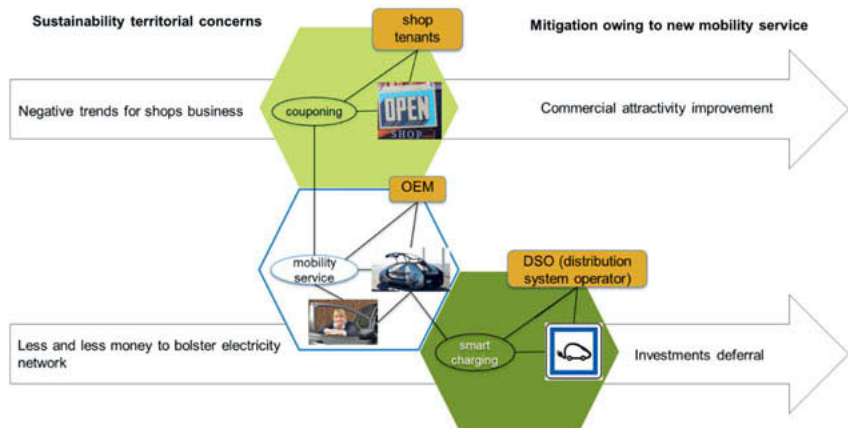 Sustainability territorial concerns
Mitigation owing to new mobility service
shop
tenants
Negative trends for shops business
couponing
OPEN
SHOP
Commercial attractivity improvement
OEM
mobility
service
DSO (distribution
system operator)
Less and less money to bolster electricity
network
smart
charging
Investments deferral